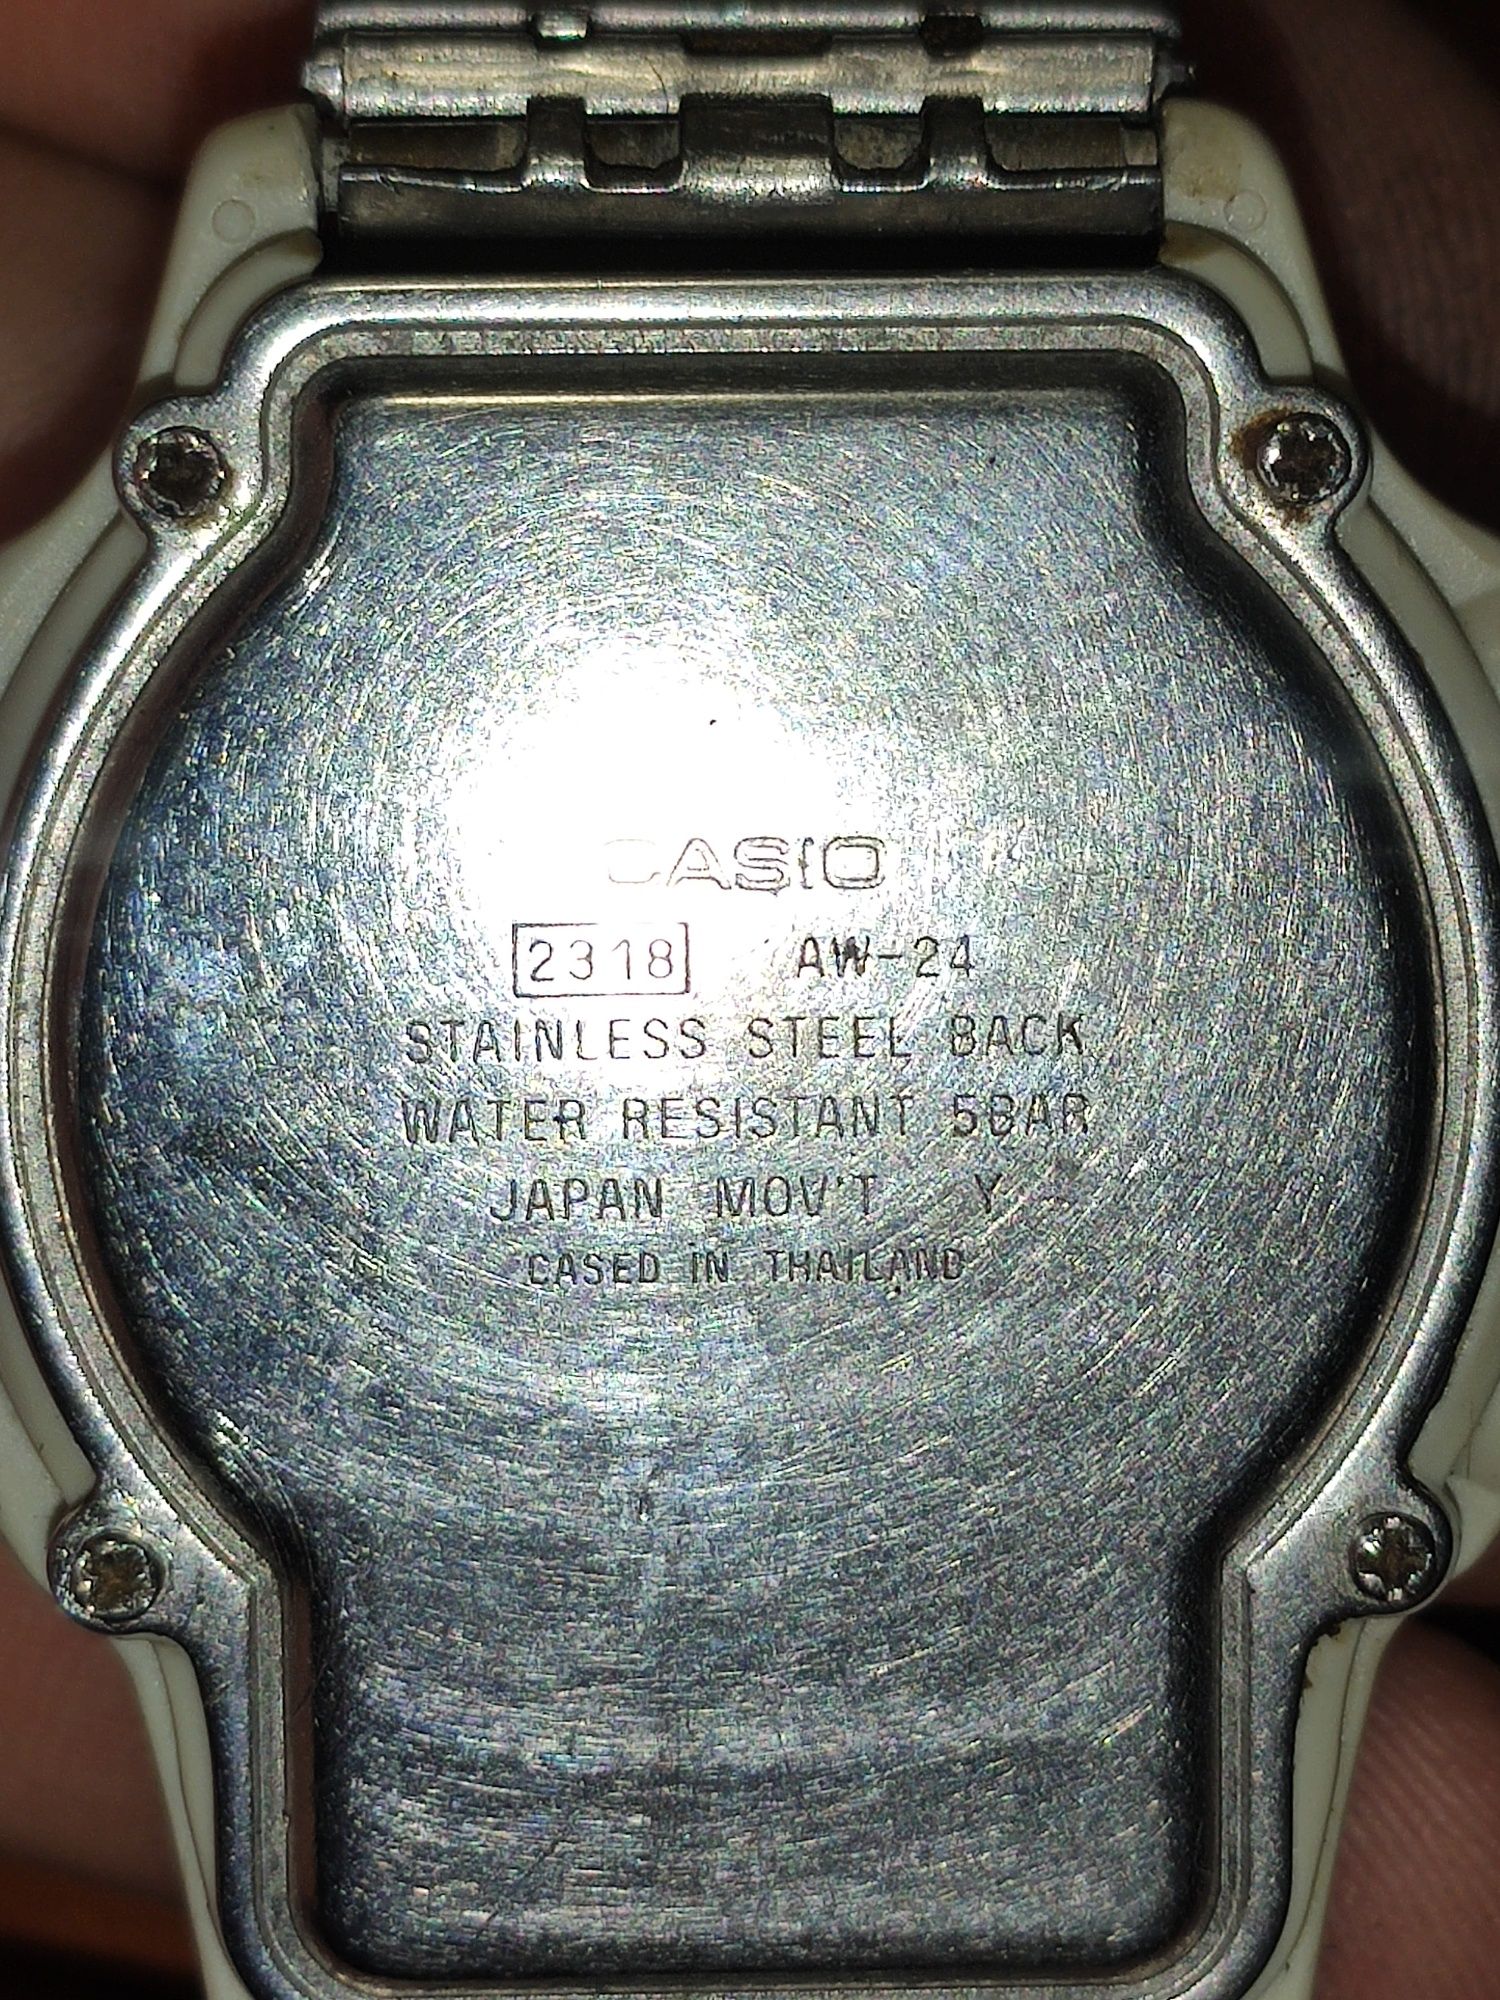 CASIO
2318 AW-24
STAINLESS STEEL BACK
WATER RESISTANT 5BAR
JAPAN MOV'T Y
CASED IN THAILAND